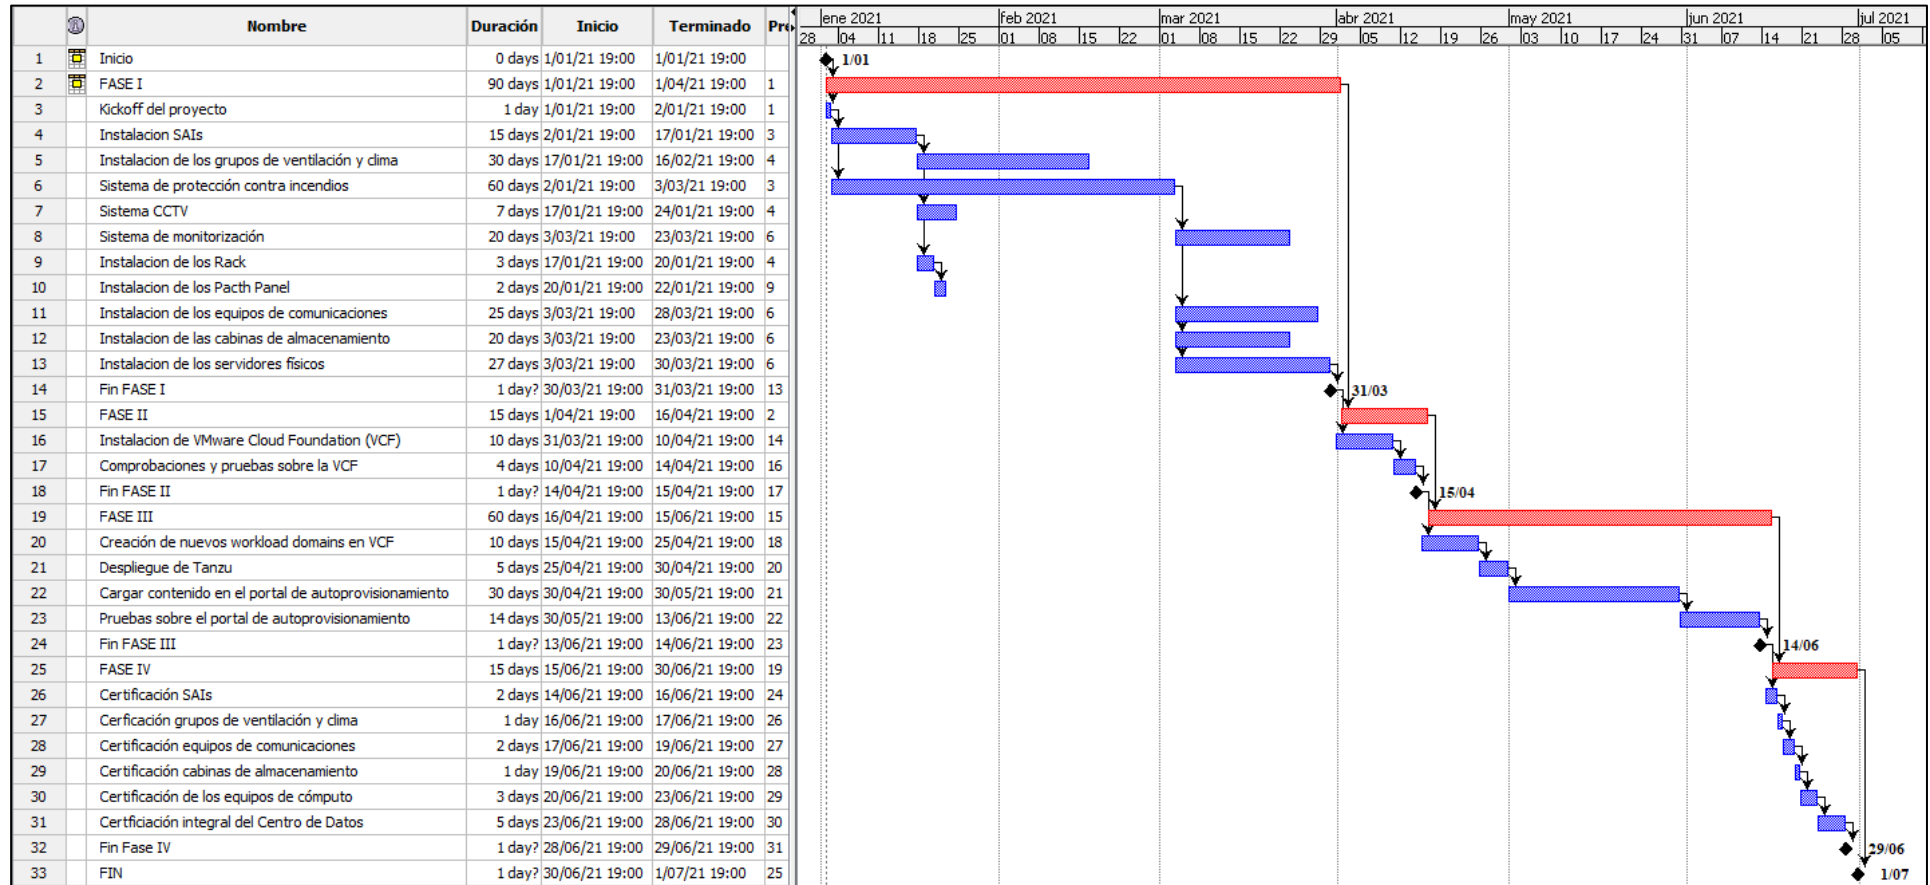 Nombre Duración Inicio Terminado Pre
ene 2021 feb 2021 mar 2021 abr 2021 may 2021 jun 2021 jul 2021
28 04 11 18 25 01 08 15 22 01 08 15 22 29 05 12 19 26 03 10 17 24 31 07 14 21 28 05
1 Inicio 0 days 1/01/21 19:00 1/01/21 19:00 1/01
2 FASE I 90 days 1/01/21 19:00 1/04/21 19:00 1
3 Kickoff del proyecto 1 day 1/01/21 19:00 2/01/21 19:00 1
4 Instalacion SAIs 15 days 2/01/21 19:00 17/01/21 19:00 3
5 Instalacion de los grupos de ventilación y clima 30 days 17/01/21 19:00 16/02/21 19:00 4
6 Sistema de protección contra incendios 60 days 2/01/21 19:00 3/03/21 19:00 3
7 Sistema CCTV 7 days 17/01/21 19:00 24/01/21 19:00 4
8 Sistema de monitorización 20 days 3/03/21 19:00 23/03/21 19:00 6
9 Instalacion de los Rack 3 days 17/01/21 19:00 20/01/21 19:00 4
10 Instalacion de los Pacth Panel 2 days 20/01/21 19:00 22/01/21 19:00 9
11 Instalacion de los equipos de comunicaciones 25 days 3/03/21 19:00 28/03/21 19:00 6
12 Instalacion de las cabinas de almacenamiento 20 days 3/03/21 19:00 23/03/21 19:00 6
13 Instalacion de los servidores físicos 27 days 3/03/21 19:00 30/03/21 19:00 6
14 Fin FASE I 1 day? 30/03/21 19:00 31/03/21 19:00 13 31/03
15 FASE II 15 days 1/04/21 19:00 16/04/21 19:00 2
16 Instalacion de VMware Cloud Foundation (VCF) 10 days 31/03/21 19:00 10/04/21 19:00 14
17 Comprobaciones y pruebas sobre la VCF 4 days 10/04/21 19:00 14/04/21 19:00 16
18 Fin FASE II 1 day? 14/04/21 19:00 15/04/21 19:00 17 15/04
19 FASE III 60 days 16/04/21 19:00 15/06/21 19:00 15
20 Creación de nuevos workload domains en VCF 10 days 15/04/21 19:00 25/04/21 19:00 18
21 Despliegue de Tanzu 5 days 25/04/21 19:00 30/04/21 19:00 20
22 Cargar contenido en el portal de autoprovisionamiento 30 days 30/04/21 19:00 30/05/21 19:00 21
23 Pruebas sobre el portal de autoprovisionamiento 14 days 30/05/21 19:00 13/06/21 19:00 22
24 Fin FASE III 1 day? 13/06/21 19:00 14/06/21 19:00 23 14/06
25 FASE IV 15 days 15/06/21 19:00 30/06/21 19:00 19
26 Certificación SAIs 2 days 14/06/21 19:00 16/06/21 19:00 24
27 Cerficación grupos de ventilación y clima 1 day 16/06/21 19:00 17/06/21 19:00 26
28 Certificación equipos de comunicaciones 2 days 17/06/21 19:00 19/06/21 19:00 27
29 Certificación cabinas de almacenamiento 1 day 19/06/21 19:00 20/06/21 19:00 28
30 Certificación de los equipos de cómputo 3 days 20/06/21 19:00 23/06/21 19:00 29
31 Certficiación integral del Centro de Datos 5 days 23/06/21 19:00 28/06/21 19:00 30
32 Fin Fase IV 1 day? 28/06/21 19:00 29/06/21 19:00 31 29/06
33 FIN 1 day? 30/06/21 19:00 1/07/21 19:00 25 1/07